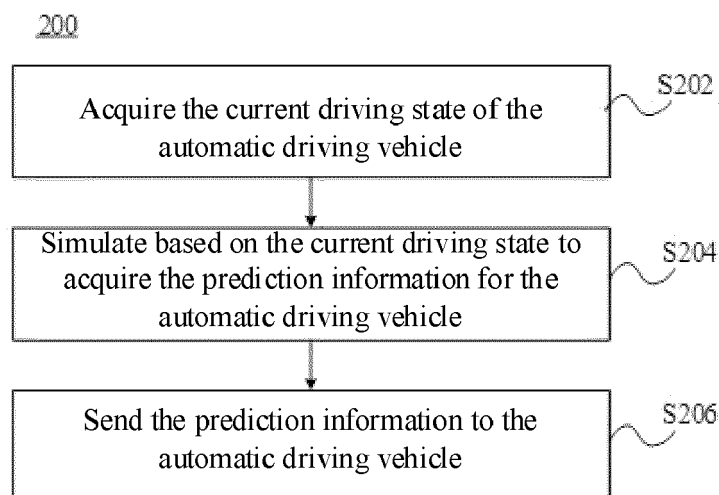 200
Acquire the current driving state of the
automatic driving vehicle
S202
Simulate based on the current driving state to
acquire the prediction information for the
automatic driving vehicle
S204
Send the prediction information to the
automatic driving vehicle
S206